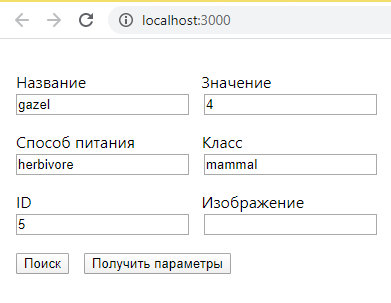 localhost:3000
Название Значение
gazel 4
Способ питания Класс
herbivore mammal
ID Изображение
5
Поиск Получить параметры